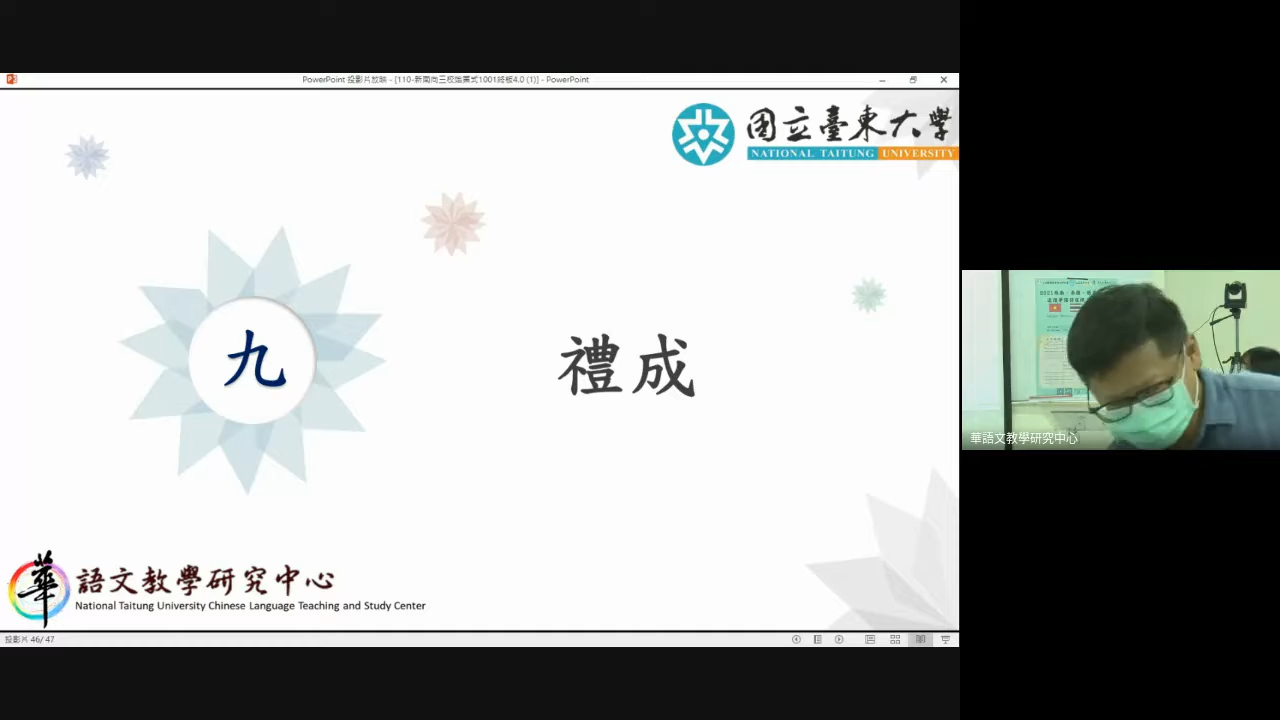 PowerPoint 投影片放映 - [110-新南向三校始業式1001終板4.0 (1)] - PowerPoint
國立臺東大學
NATIONAL TAITUNG UNIVERSITY
九
禮成
華語文教學研究中心
National Taitung University Chinese Language Teaching and Study Center
投影片 46/ 47
華語文教學研究中心